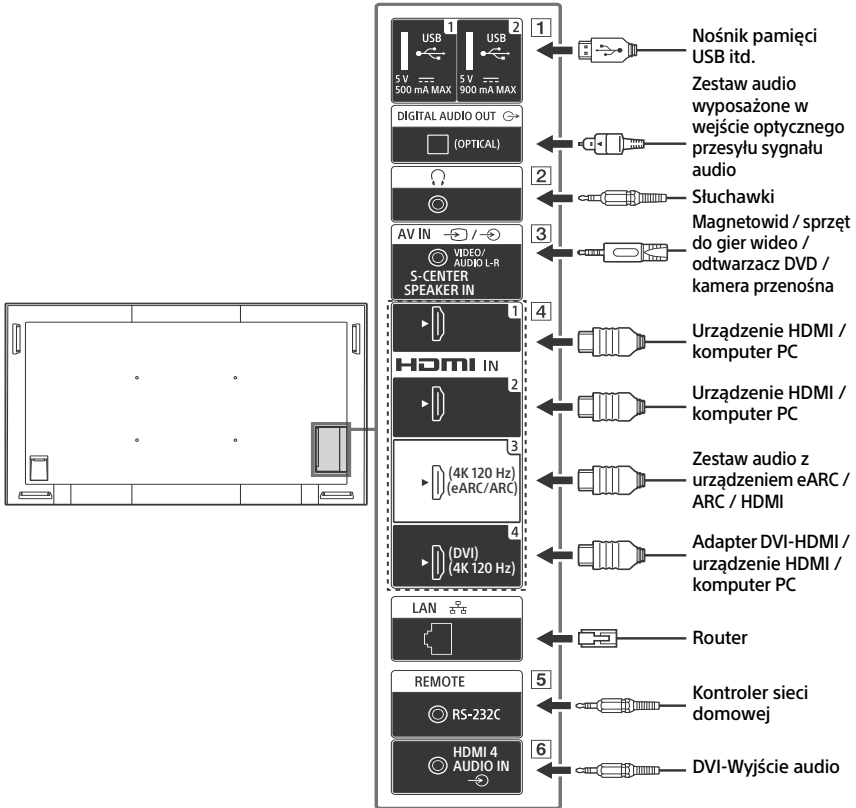 1 2 1
USB USB
5 V 5 V
500 mA MAX 900 mA MAX
Nośnik pamięci
USB itd.
DIGITAL AUDIO OUT
(OPTICAL)
Zestaw audio
wyposażone w
wejście optycznego
przesyłu sygnału
audio
2
Słuchawki
AV IN / 3
VIDEO/
AUDIO L-R
S-CENTER
SPEAKER IN
Magnetowid / sprzęt
do gier wideo /
odtwarzacz DVD /
kamera przenośna
1 4
HDMI IN
Urządzenie HDMI /
komputer PC
2
Urządzenie HDMI /
komputer PC
3
(4K 120 Hz)
(eARC/ARC)
Zestaw audio z
urządzeniem eARC /
ARC / HDMI
4
(DVI)
(4K 120 Hz)
Adapter DVI-HDMI /
urządzenie HDMI /
komputer PC
LAN
Router
REMOTE 5
RS-232C
Kontroler sieci
domowej
6
HDMI 4
AUDIO IN
DVI-Wyjście audio